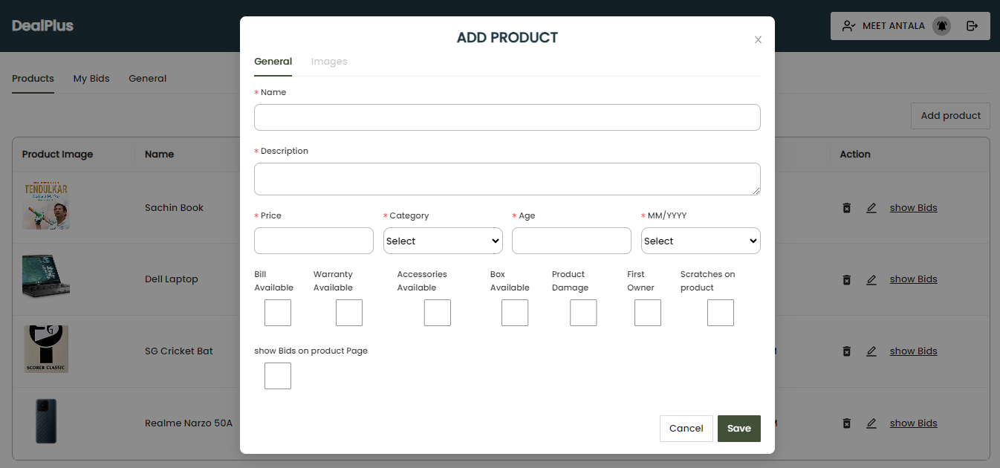 DealPlus
MEET ANTALA
Products
My Bids
General
Add product
Product Image
Name
Action
TENDULKAR
Sachin Book
show Bids
Dell Laptop
show Bids
SG
SCORER CLASSIC
SG Cricket Bat
M
show Bids
Realme Narzo 50A
M
show Bids
ADD PRODUCT
General
Images
* Name
* Description
* Price
* Category
* Age
* MM/YYYY
Select
Select
Bill
Available
Warranty
Available
Accessories
Available
Box
Available
Product
Damage
First
Owner
Scratches on
product
show Bids on product Page
Cancel
Save